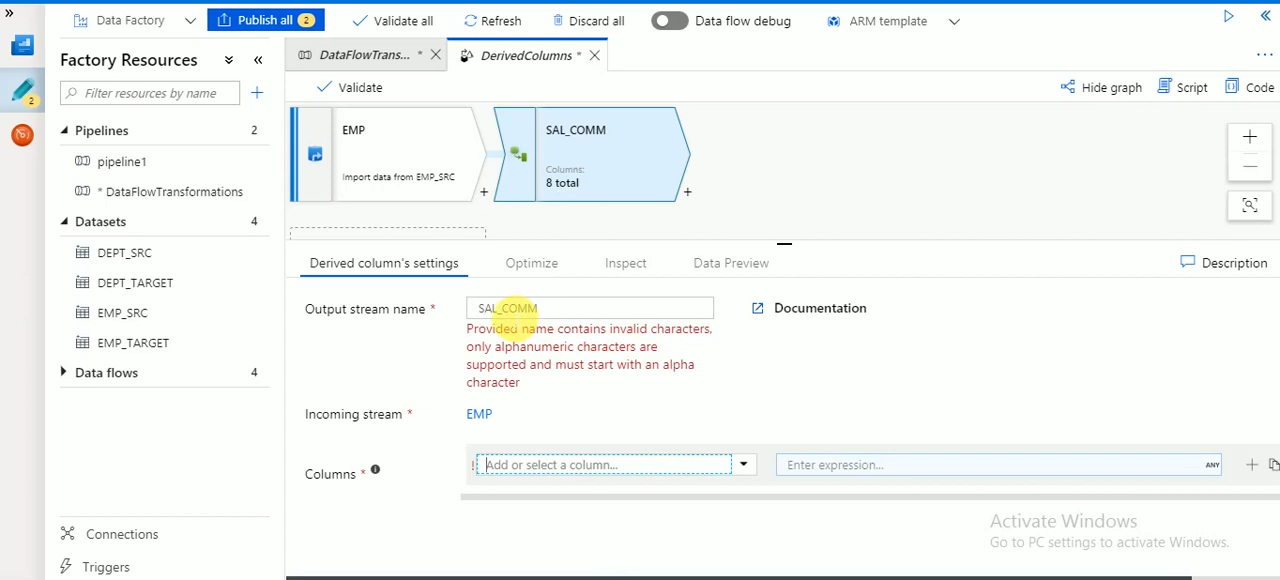 Data Factory
Publish all 2
Validate all
Refresh
Discard all
Data flow debug
ARM template
2
Factory Resources
Filter resources by name
Pipelines 2
pipeline1
* DataFlowTransformations
Datasets 4
DEPT_SRC
DEPT_TARGET
EMP_SRC
EMP_TARGET
Data flows 4
Connections
Triggers
DataFlowTrans... *
DerivedColumns *
Validate
Hide graph
Script
Code
EMP
Import data from EMP_SRC
SAL_COMM
Columns:
8 total
Derived column's settings
Optimize
Inspect
Data Preview
Description
Output stream name *
SAL_COMM
Documentation
Provided name contains invalid characters,
only alphanumeric characters are
supported and must start with an alpha
character
Incoming stream *
EMP
Columns *
Add or select a column...
Enter expression...
ANY
Activate Windows
Go to PC settings to activate Windows.